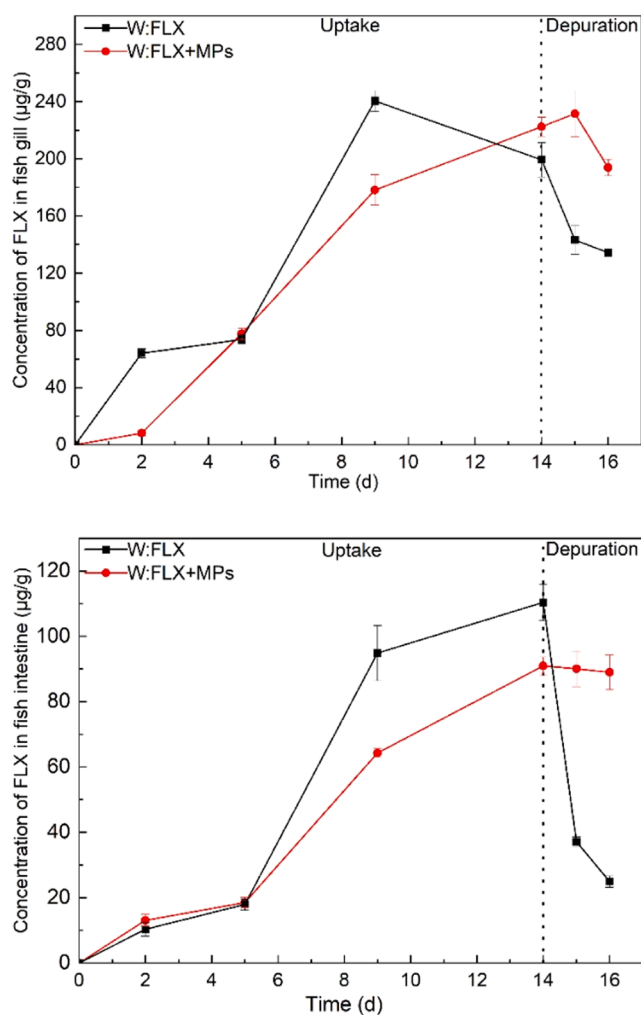 Uptake Depuration
W:FLX
W:FLX+MPs
280
240
200
160
120
80
40
0
Concentration of FLX in fish gill (μg/g)
0 2 4 6 8 10 12 14 16
Time (d)
Uptake Depuration
W:FLX
W:FLX+MPs
120
100
80
60
40
20
0
Concentration of FLX in fish intestine (μg/g)
0 2 4 6 8 10 12 14 16
Time (d)